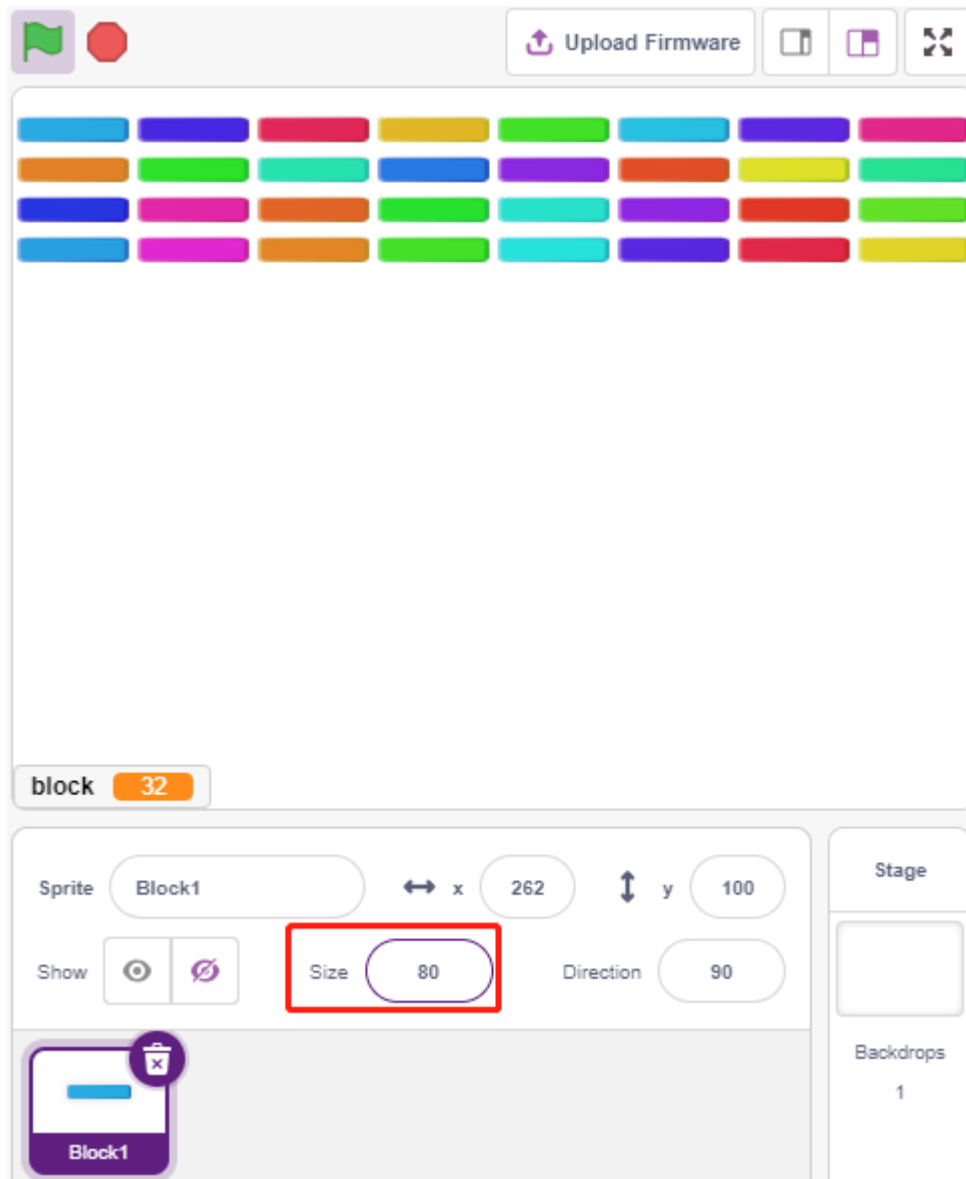 Upload Firmware
block 32
Sprite Block1 x 262 y 100
Show Size 80 Direction 90
Block1
Stage
Backdrops
1